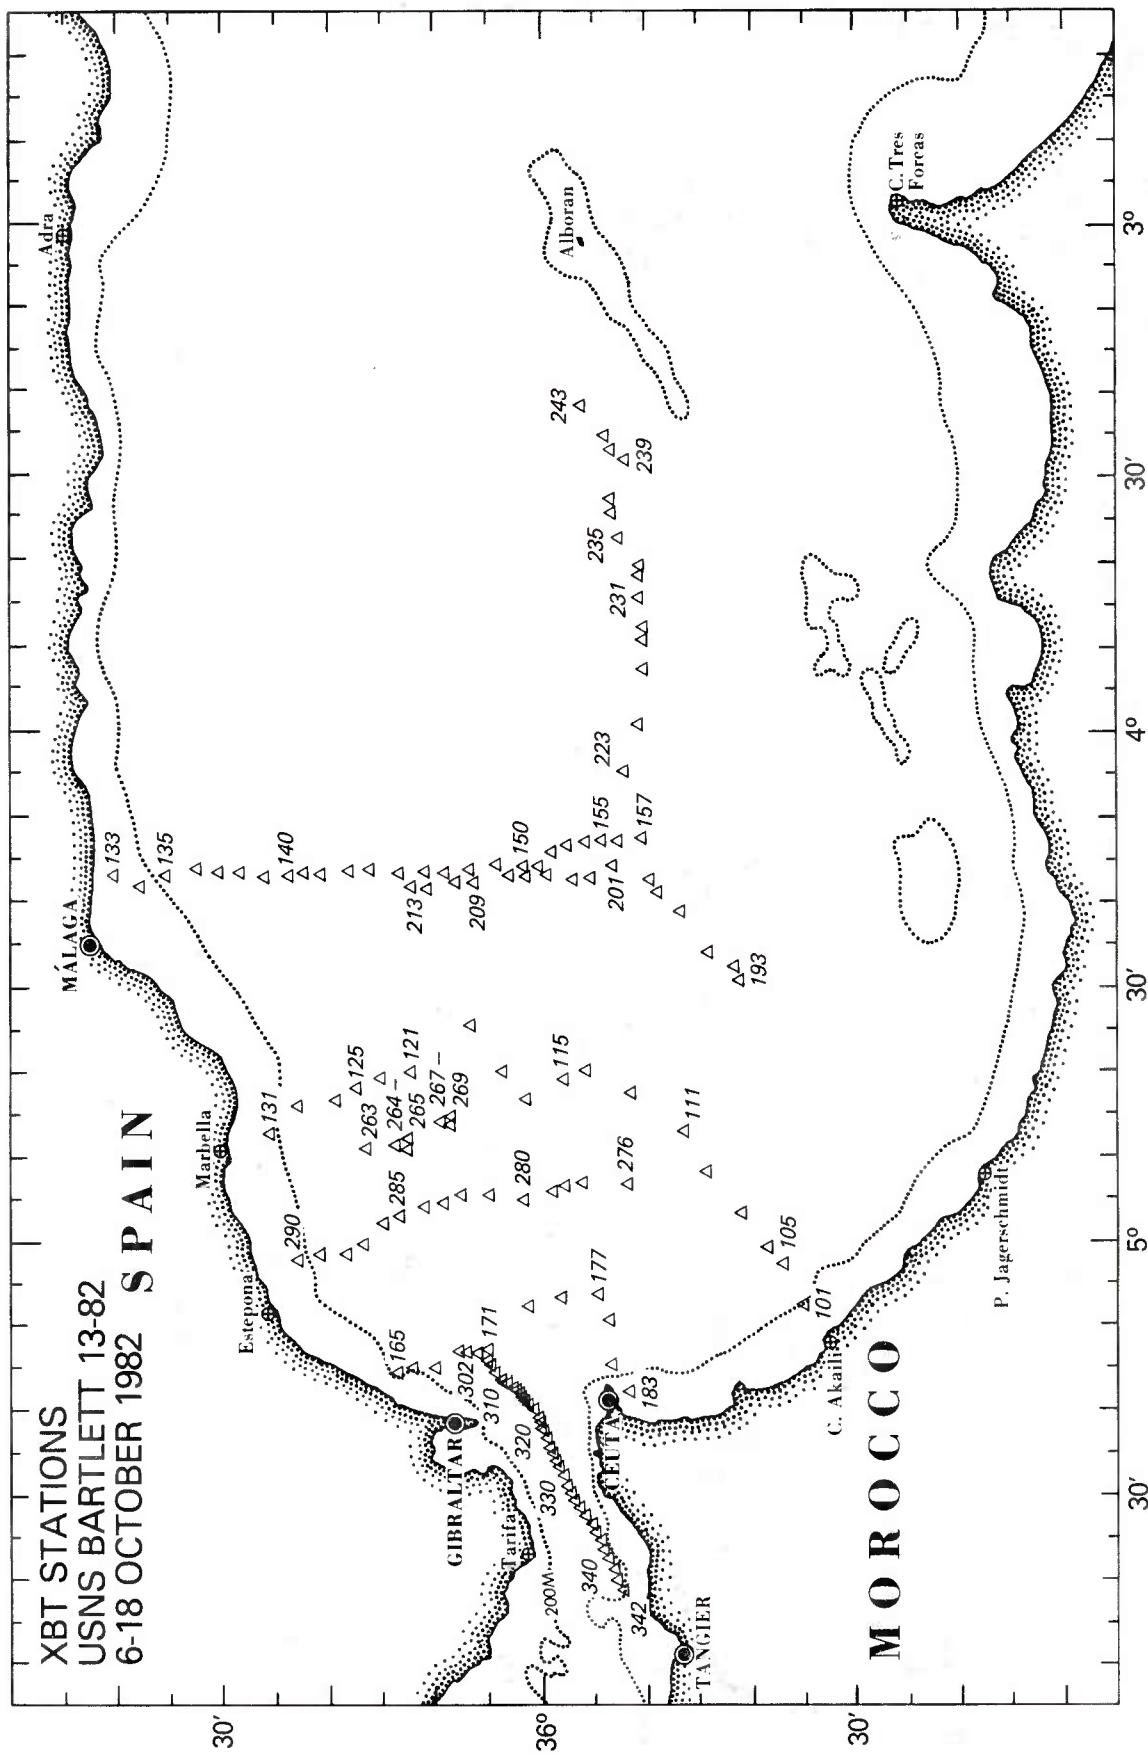 XBT STATIONS
USNS BARTLETT 13-82
6-18 OCTOBER 1982
SPAIN
MÁLAGA
Adra
Marbella
Estepona
GIBRALTAR
Tarifa
200M
CEUTA
TANGIER
MOROCCO
C. Akaili
P. Jagerschmidt
C. Tres
Forcas
Alboran
133
135
140
150
155
157
201
209
213
193
223
231
235
239
243
131
125
121
115
111
105
101
263
264 –
265
267 –
269
276
280
285
290
165
171
177
183
302
310
320
330
340
342
30'
36°
30'
30'
5°
30'
4°
30'
3°